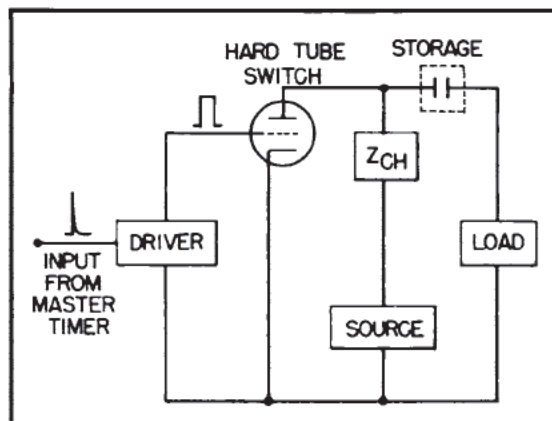 HARD TUBE
SWITCH
STORAGE
ZCH
DRIVER
LOAD
INPUT
FROM
MASTER
TIMER
SOURCE